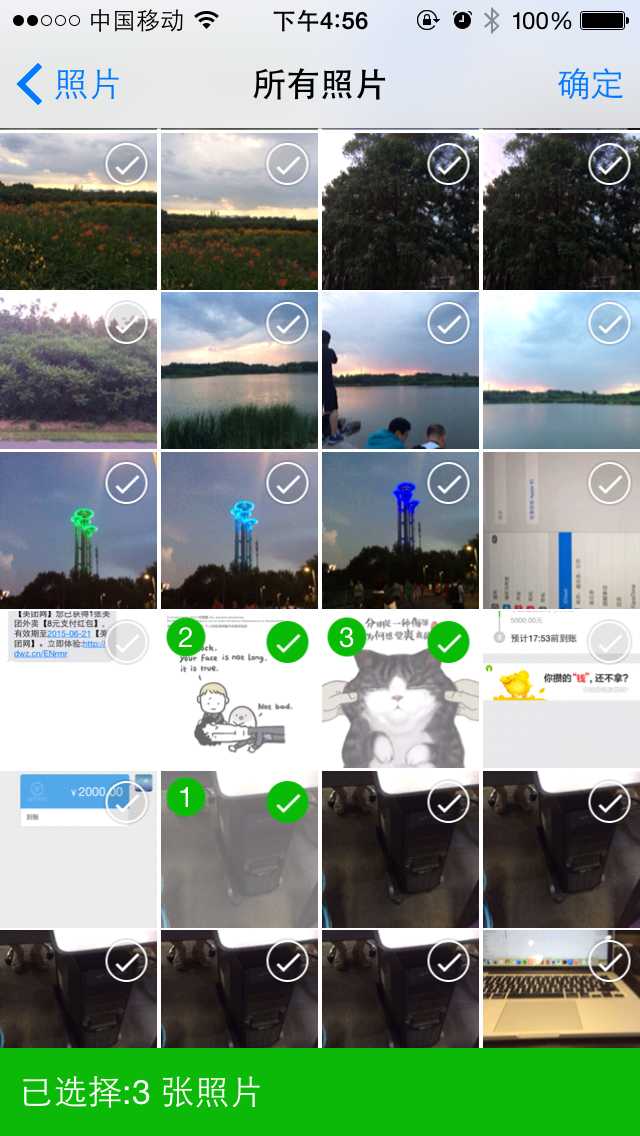 中国移动 下午4:56 100%
照片 所有照片 确定
【美团网】您已获得1张美
团外卖【8元支付红包】,
有效期至2015-06-21【美
团网】。立即体验:http://
dwz.cn/ENrmr
2
your face is not long.
it is true.
Not bad.
3
5000.00元
预计17:53前到账
你攒的“钱”,还不拿?
¥2000.00
到账
1
已选择:3 张照片